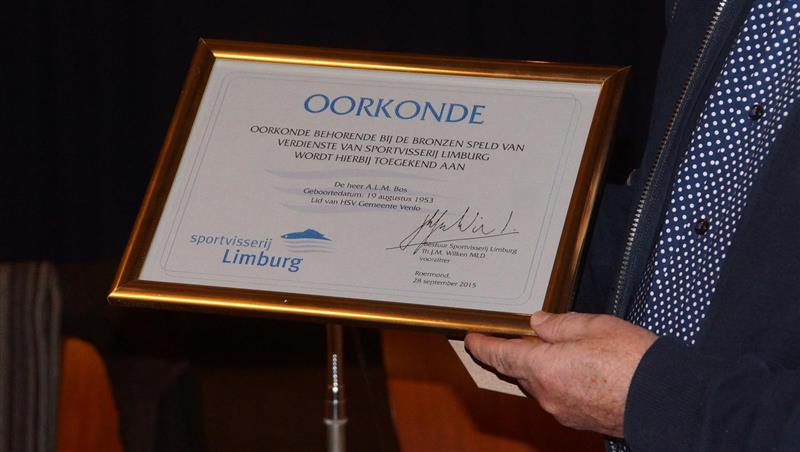 OORKONDE
OORKONDE BEHORENDE BIJ DE BRONZEN SPELD VAN
VERDIENSTE VAN SPORTVISSERIJ LIMBURG
WORDT HIERBIJ TOEGEKEND AAN
De heer A.L.M. Bos
Geboortedatum: 19 augustus 1953
Lid van HSV Gemeente Venlo
sportvisserij
Limburg
Bestuur Sportvisserij Limburg
Th.J.M. Wilken MLD
voorzitter
Roermond,
28 september 2015